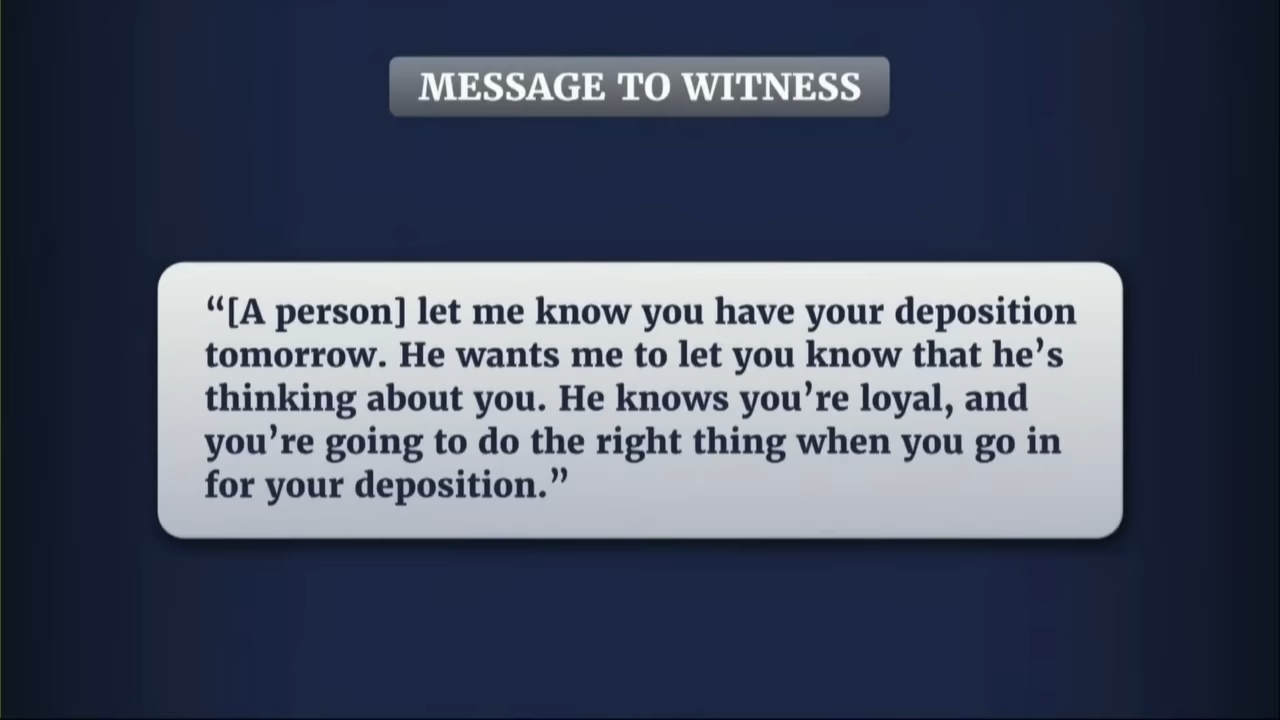 MESSAGE TO WITNESS
“[A person] let me know you have your deposition
tomorrow. He wants me to let you know that he’s
thinking about you. He knows you’re loyal, and
you’re going to do the right thing when you go in
for your deposition.”